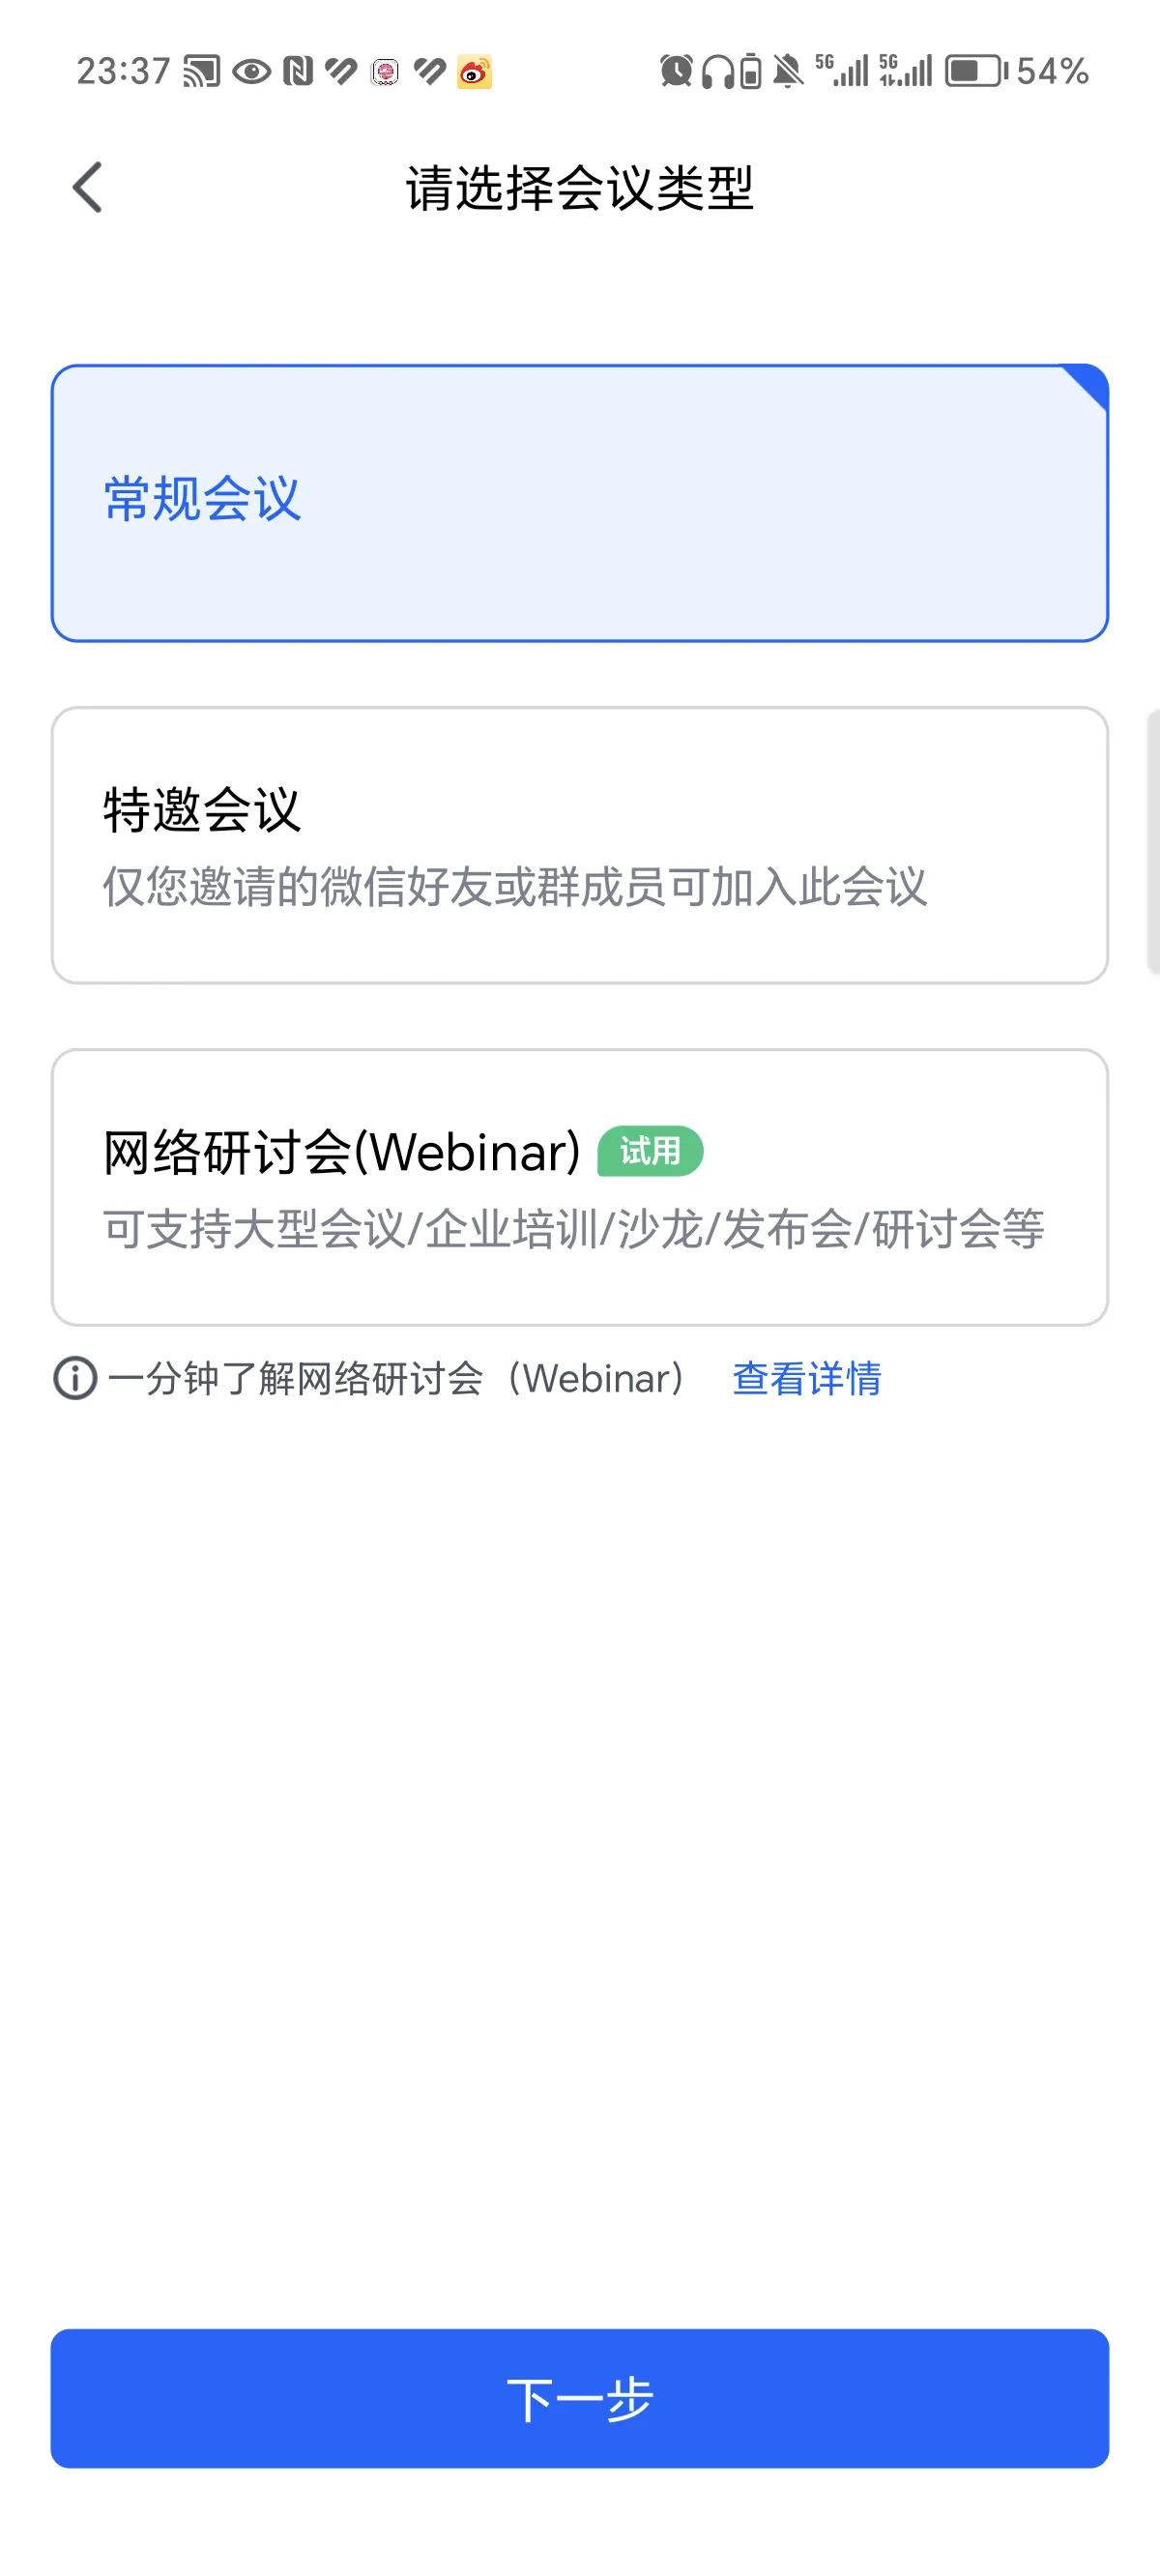 23:37
5G 5G 54%
请选择会议类型
常规会议
特邀会议
仅您邀请的微信好友或群成员可加入此会议
网络研讨会(Webinar) 试用
可支持大型会议/企业培训/沙龙/发布会/研讨会等
一分钟了解网络研讨会（Webinar） 查看详情
下一步